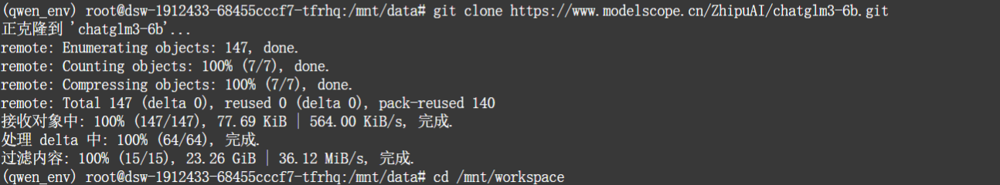 (qwen_env) root@dsw-1912433-68455cccf7-tfrhq:/mnt/data# git clone https://www.modelscope.cn/ZhipuAI/chatglm3-6b.git
正克隆到 'chatglm3-6b'...
remote: Enumerating objects: 147, done.
remote: Counting objects: 100% (7/7), done.
remote: Compressing objects: 100% (7/7), done.
remote: Total 147 (delta 0), reused 0 (delta 0), pack-reused 140
接收对象中: 100% (147/147), 77.69 KiB | 564.00 KiB/s, 完成.
处理 delta 中: 100% (64/64), 完成.
过滤内容: 100% (15/15), 23.26 GiB | 36.12 MiB/s, 完成.
(qwen_env) root@dsw-1912433-68455cccf7-tfrhq:/mnt/data# cd /mnt/workspace